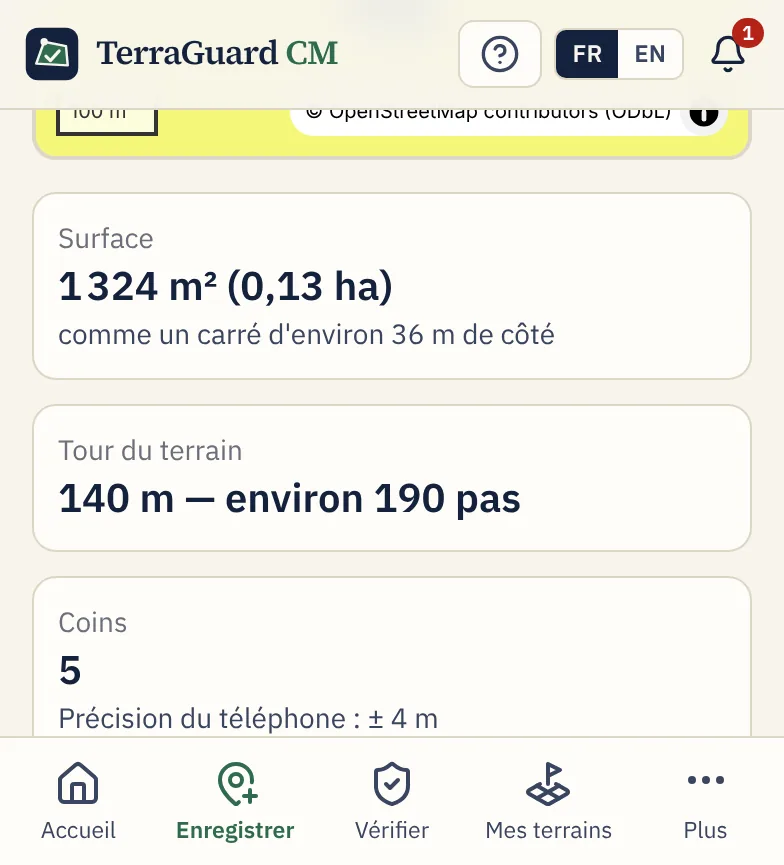 TerraGuard CM
FR
EN
1
100 m
© OpenStreetMap contributors (ODbL)
Surface
1 324 m² (0,13 ha)
comme un carré d'environ 36 m de côté
Tour du terrain
140 m — environ 190 pas
Coins
5
Précision du téléphone : ± 4 m
Accueil
Enregistrer
Vérifier
Mes terrains
Plus